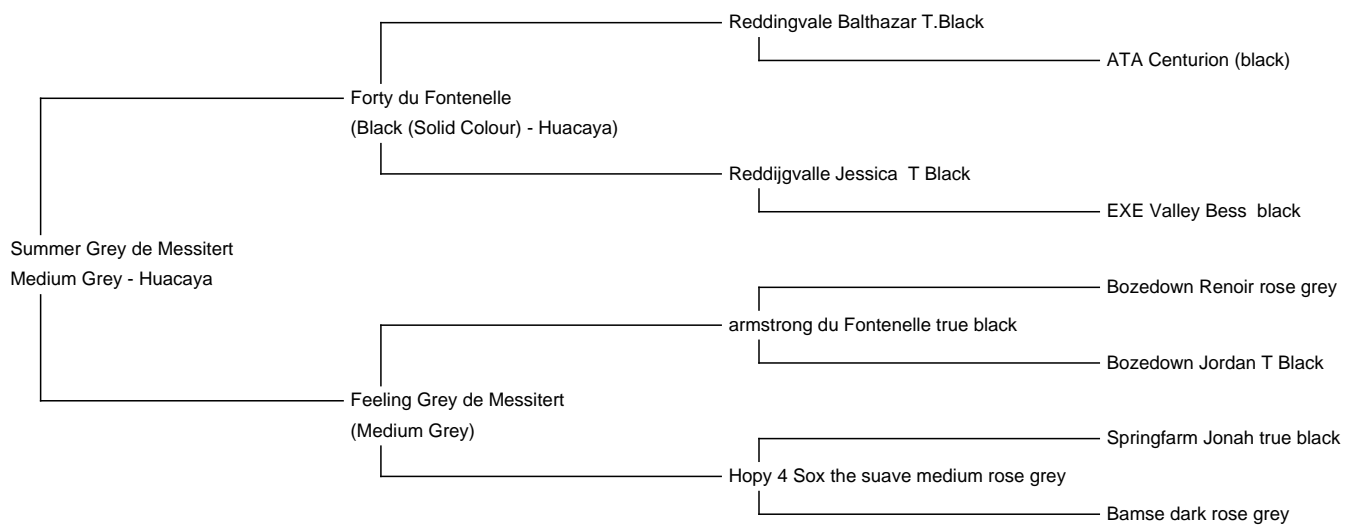 Reddingvale Balthazar T.Black
ATA Centurion (black)
Forty du Fontenelle
(Black (Solid Colour) - Huacaya)
Reddijgvalle Jessica  T Black
EXE Valley Bess  black
Summer Grey de Messitert
Medium Grey - Huacaya
Bozedown Renoir rose grey
armstrong du Fontenelle true black
Bozedown Jordan T Black
Feeling Grey de Messitert
(Medium Grey)
Springfarm Jonah true black
Hopy 4 Sox the suave medium rose grey
Bamse dark rose grey